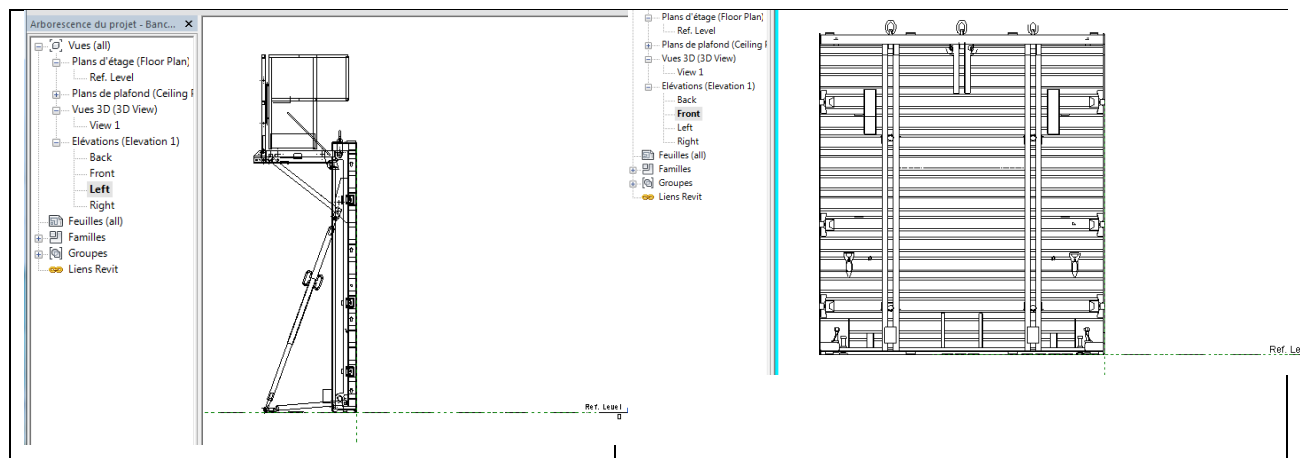 Arborescence du projet - Banc...
Vues (all)
Plans d'étage (Floor Plan)
Ref. Level
Plans de plafond (Ceiling
Vues 3D (3D View)
View 1
Elévations (Elevation 1)
Back
Front
Left
Right
Feuilles (all)
Familles
Groupes
Liens Revit
Ref. Level
0
Plans d'étage (Floor Plan)
Ref. Level
Plans de plafond (Ceiling
Vues 3D (3D View)
View 1
Elévations (Elevation 1)
Back
Front
Left
Right
Feuilles (all)
Familles
Groupes
Liens Revit
Ref. Le